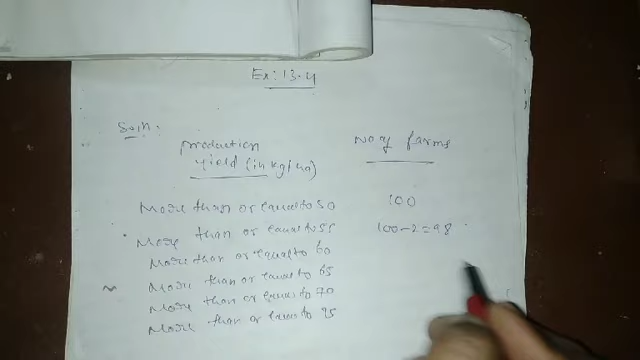 Ex: 13.4
Soln:
production yield (in kg/ha)
No of farms
More than or equal to 50 100
More than or equal to 55 100-2=98
More than or equal to 60
More than or equal to 65
More than or equal to 70
More than or equal to 75